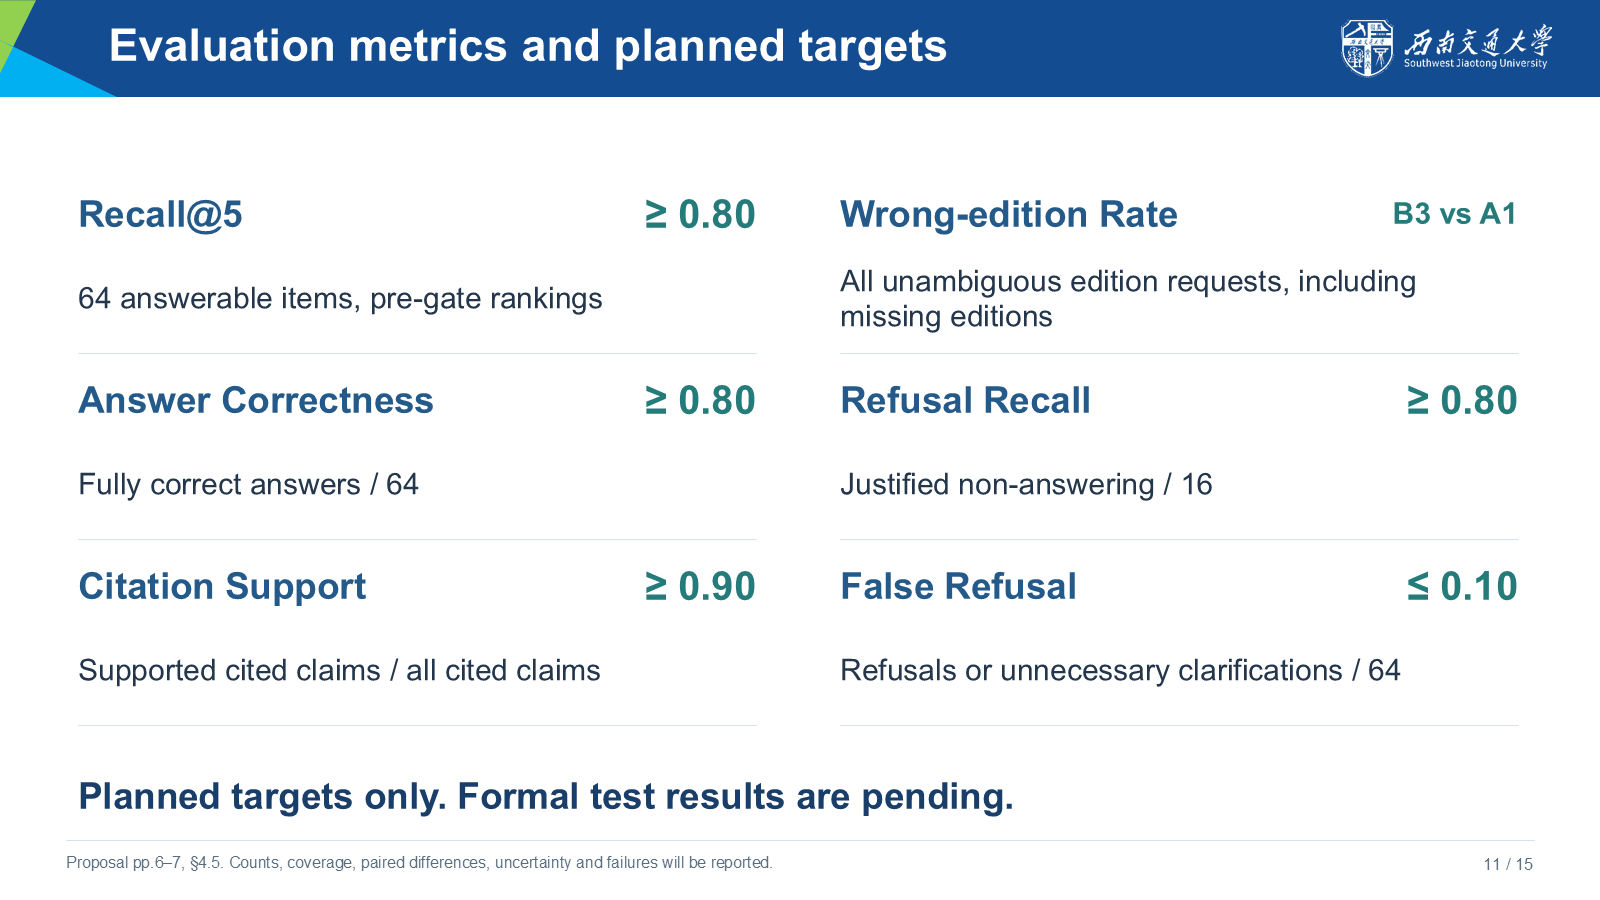 Evaluation metrics and planned targets
西南交通大学
Southwest Jiaotong University
Recall@5
≥ 0.80
64 answerable items, pre-gate rankings
Wrong-edition Rate
B3 vs A1
All unambiguous edition requests, including
missing editions
Answer Correctness
≥ 0.80
Fully correct answers / 64
Refusal Recall
≥ 0.80
Justified non-answering / 16
Citation Support
≥ 0.90
Supported cited claims / all cited claims
False Refusal
≤ 0.10
Refusals or unnecessary clarifications / 64
Planned targets only. Formal test results are pending.
Proposal pp.6–7, §4.5. Counts, coverage, paired differences, uncertainty and failures will be reported.
11 / 15